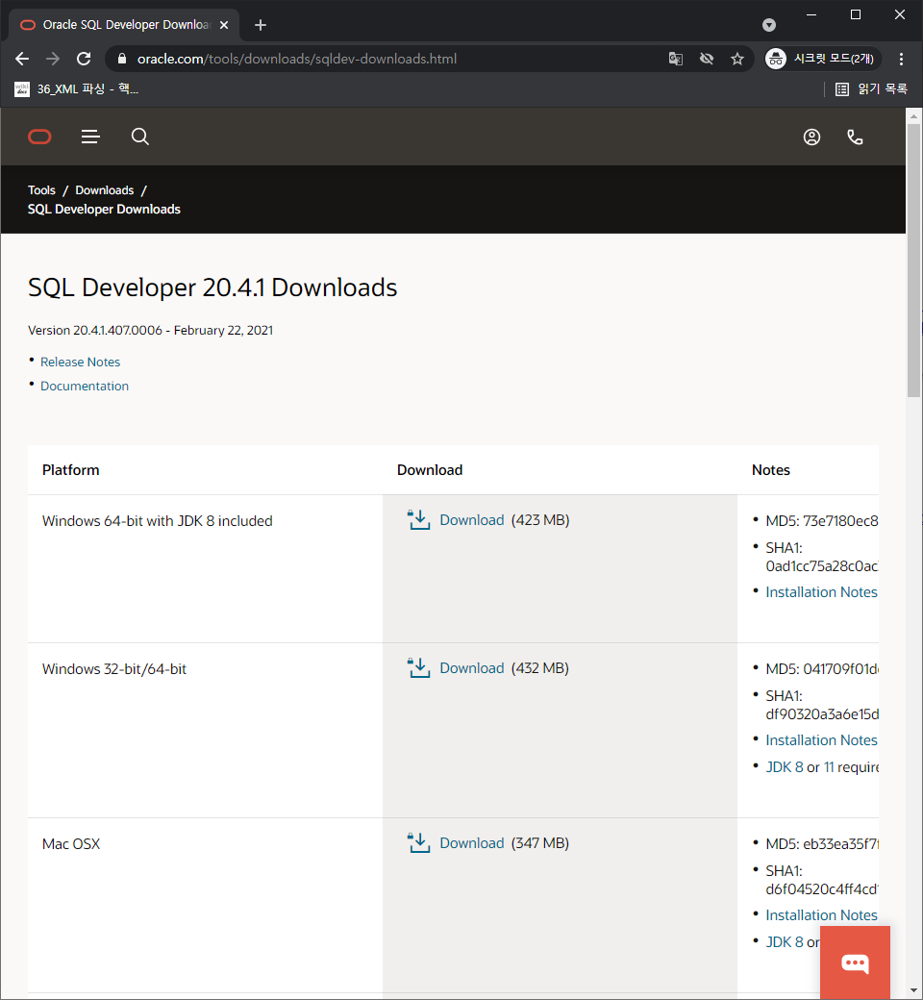 Oracle SQL Developer Downloa
oracle.com/tools/downloads/sqldev-downloads.html
시크릿 모드(2개)
wiki docs
36_XML 파싱 - 핵...
읽기 목록
Tools / Downloads /
SQL Developer Downloads
SQL Developer 20.4.1 Downloads
Version 20.4.1.407.0006 - February 22, 2021
• Release Notes
• Documentation
Platform Download Notes
Windows 64-bit with JDK 8 included Download (423 MB) • MD5: 73e7180ec8
• SHA1:
0ad1cc75a28c0ac
• Installation Notes
Windows 32-bit/64-bit Download (432 MB) • MD5: 041709f01d
• SHA1:
df90320a3a6e15d
• Installation Notes
• JDK 8 or 11 require
Mac OSX Download (347 MB) • MD5: eb33ea35f7
• SHA1:
d6f04520c4ff4cd
• Installation Notes
• JDK 8 or